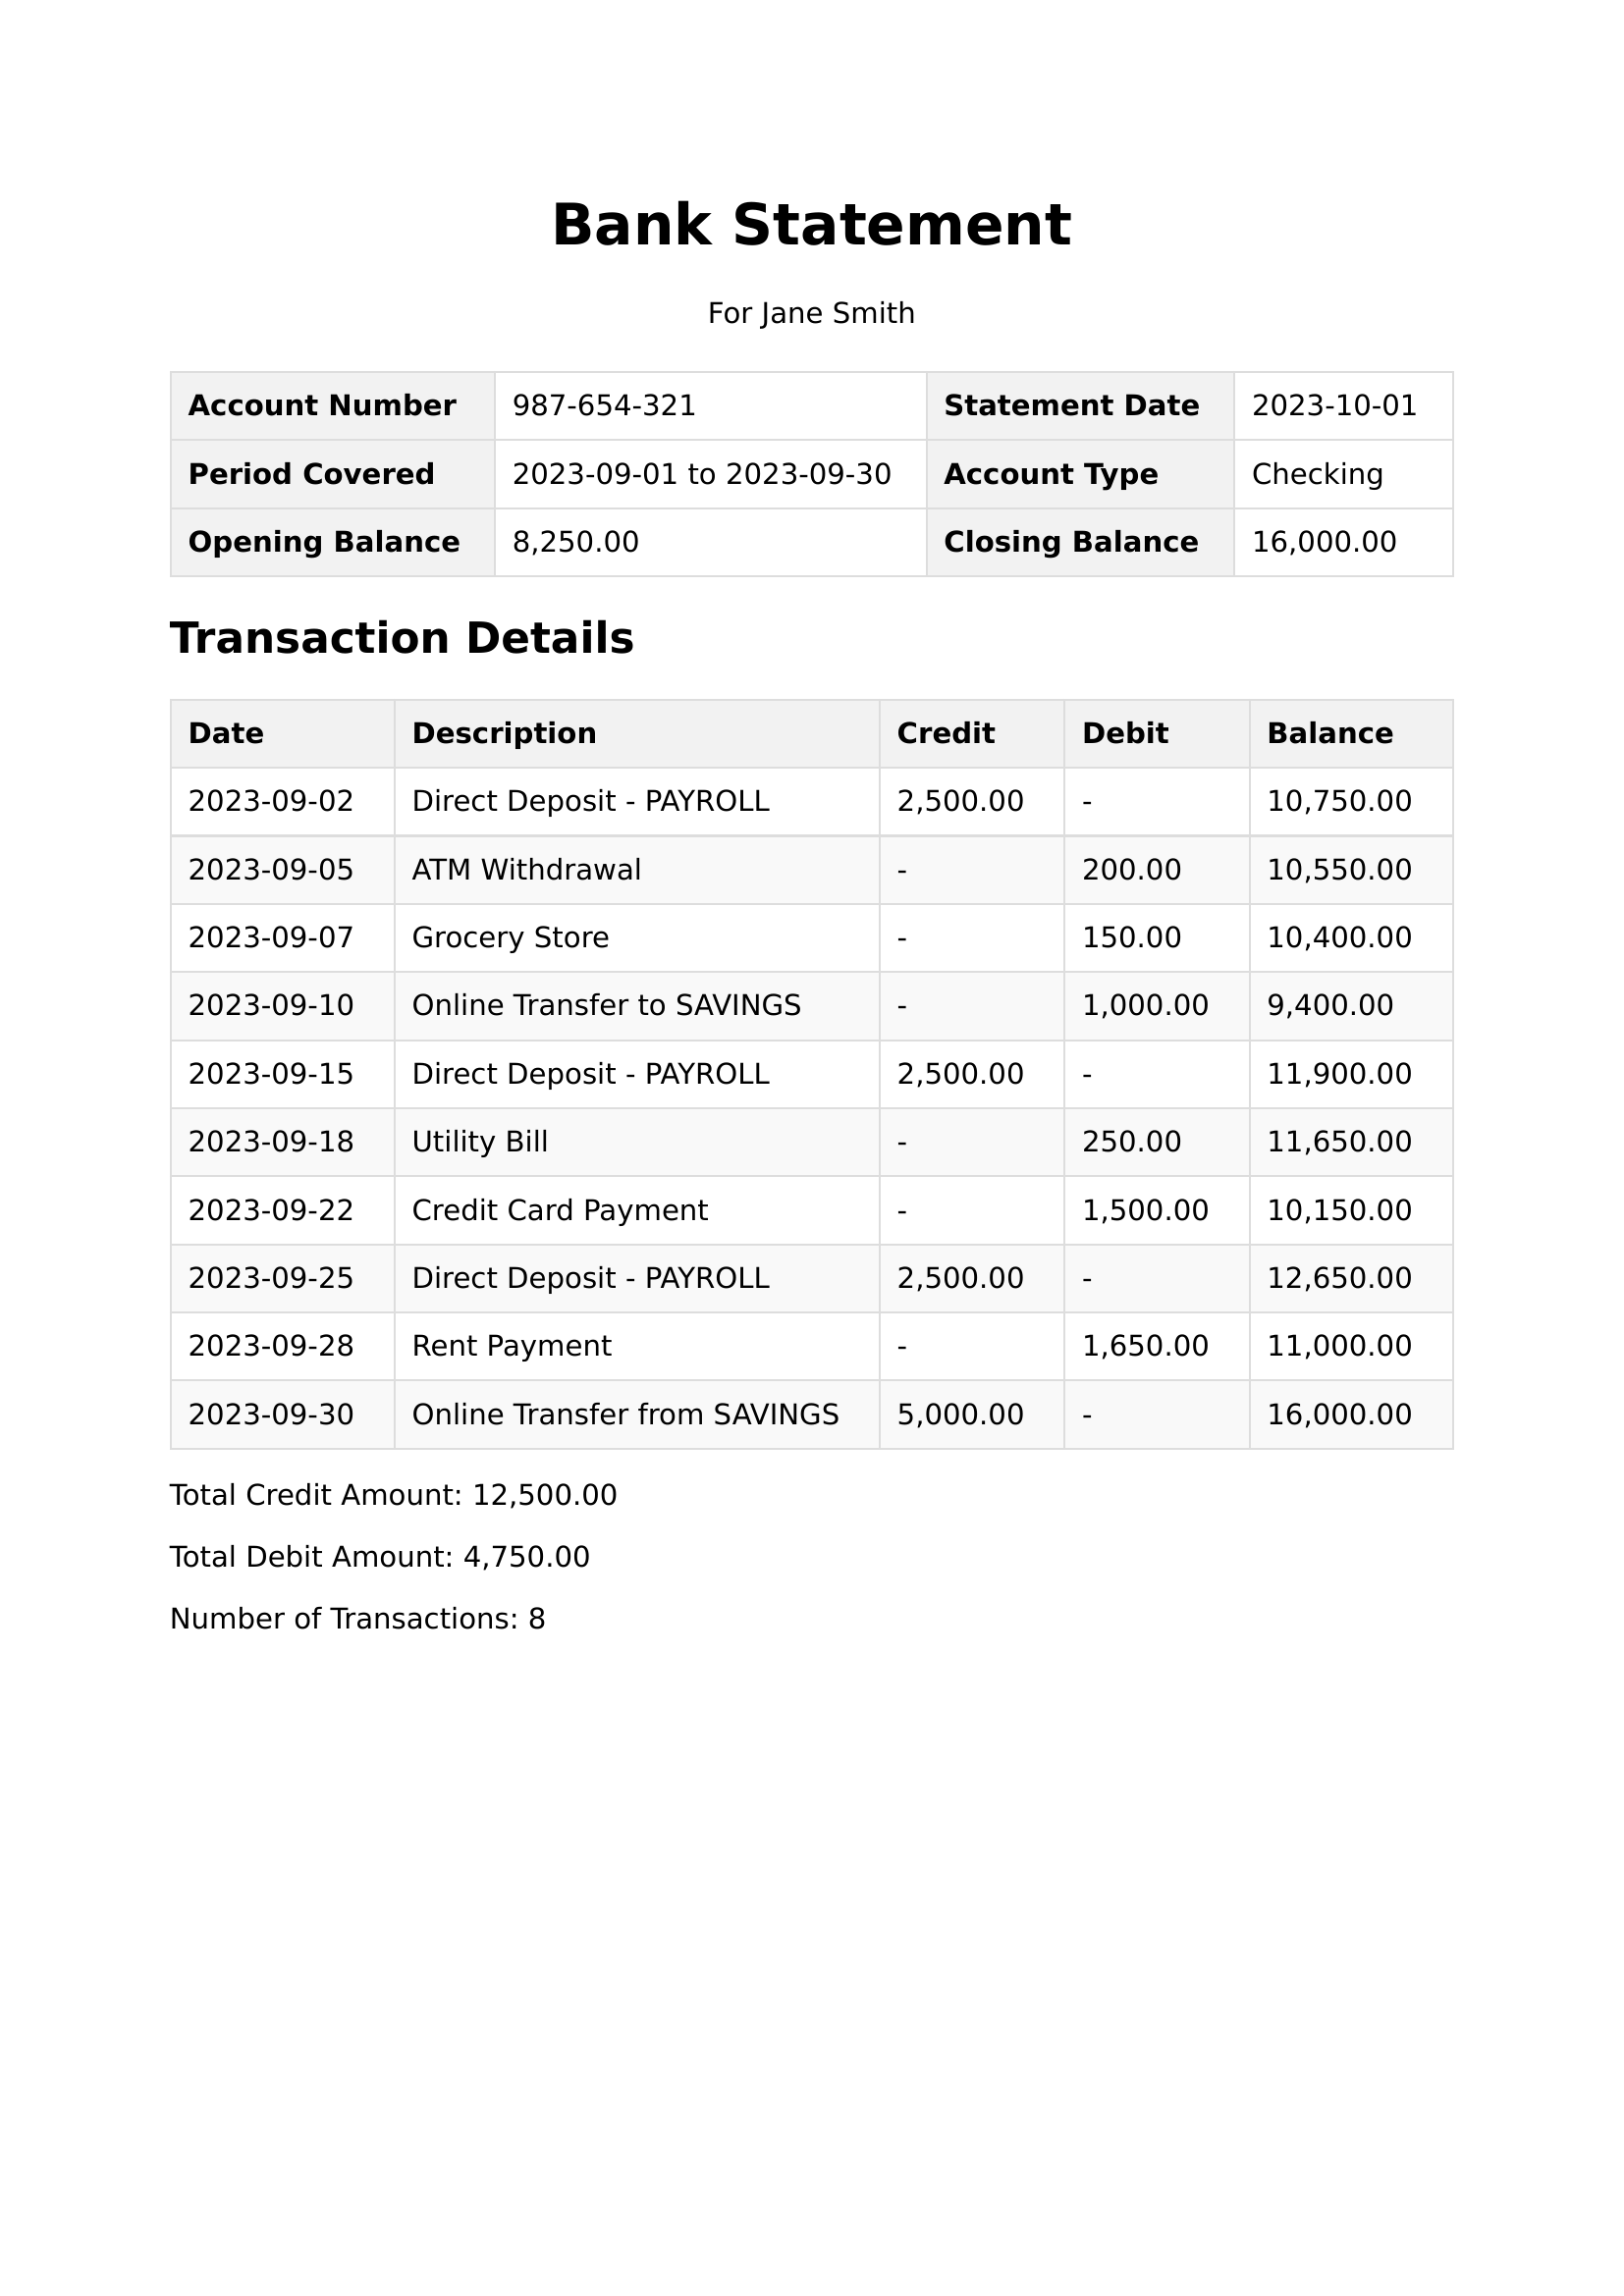 Bank Statement
For Jane Smith
Account Number 987-654-321 Statement Date 2023-10-01
Period Covered 2023-09-01 to 2023-09-30 Account Type Checking
Opening Balance 8,250.00 Closing Balance 16,000.00
Transaction Details
Date Description Credit Debit Balance
2023-09-02 Direct Deposit - PAYROLL 2,500.00 - 10,750.00
2023-09-05 ATM Withdrawal - 200.00 10,550.00
2023-09-07 Grocery Store - 150.00 10,400.00
2023-09-10 Online Transfer to SAVINGS - 1,000.00 9,400.00
2023-09-15 Direct Deposit - PAYROLL 2,500.00 - 11,900.00
2023-09-18 Utility Bill - 250.00 11,650.00
2023-09-22 Credit Card Payment - 1,500.00 10,150.00
2023-09-25 Direct Deposit - PAYROLL 2,500.00 - 12,650.00
2023-09-28 Rent Payment - 1,650.00 11,000.00
2023-09-30 Online Transfer from SAVINGS 5,000.00 - 16,000.00
Total Credit Amount: 12,500.00
Total Debit Amount: 4,750.00
Number of Transactions: 8